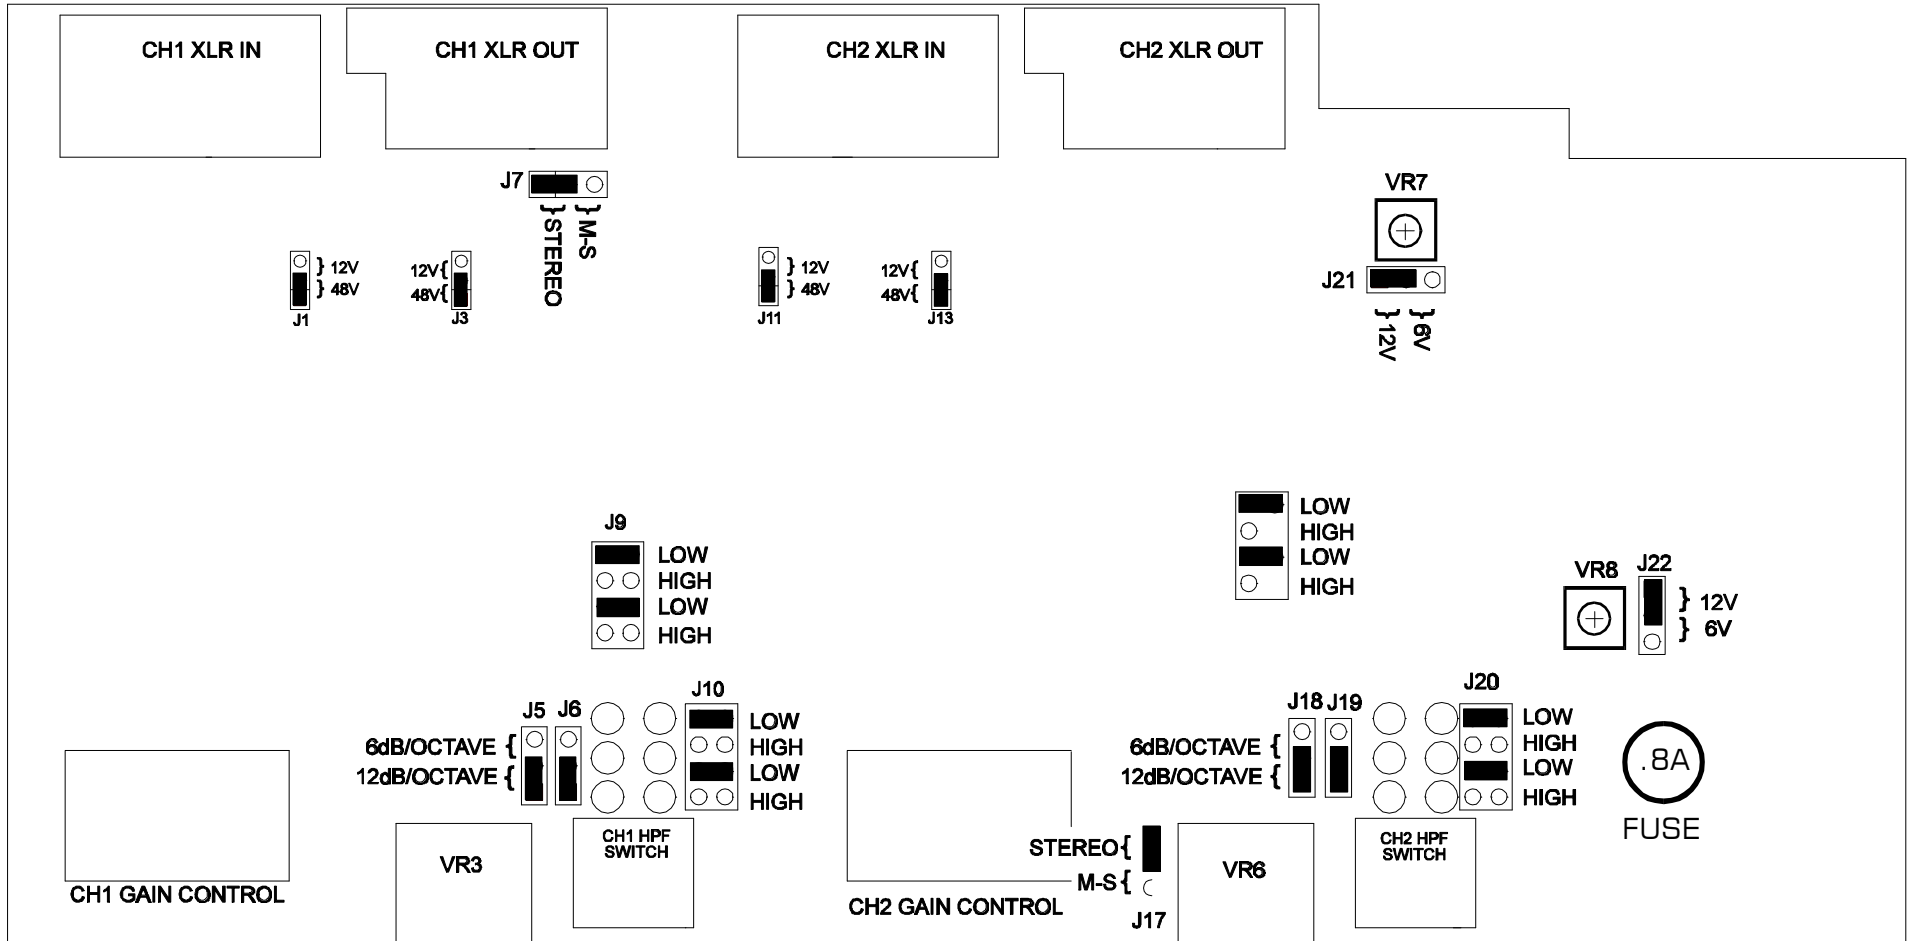 CH1 XLR IN
CH1 XLR OUT
CH2 XLR IN
CH2 XLR OUT
J7
STEREO
M-S
VR7
J21
12V
6V
12V
48V
J1
12V
48V
J3
12V
48V
J11
12V
48V
J13
J9
LOW
HIGH
LOW
HIGH
LOW
HIGH
LOW
HIGH
VR8
J22
12V
6V
J5
J6
6dB/OCTAVE
12dB/OCTAVE
J10
LOW
HIGH
LOW
HIGH
J18
J19
6dB/OCTAVE
12dB/OCTAVE
J20
LOW
HIGH
LOW
HIGH
.8A
FUSE
CH1 GAIN CONTROL
VR3
CH1 HPF
SWITCH
CH2 GAIN CONTROL
STEREO
M-S
J17
VR6
CH2 HPF
SWITCH